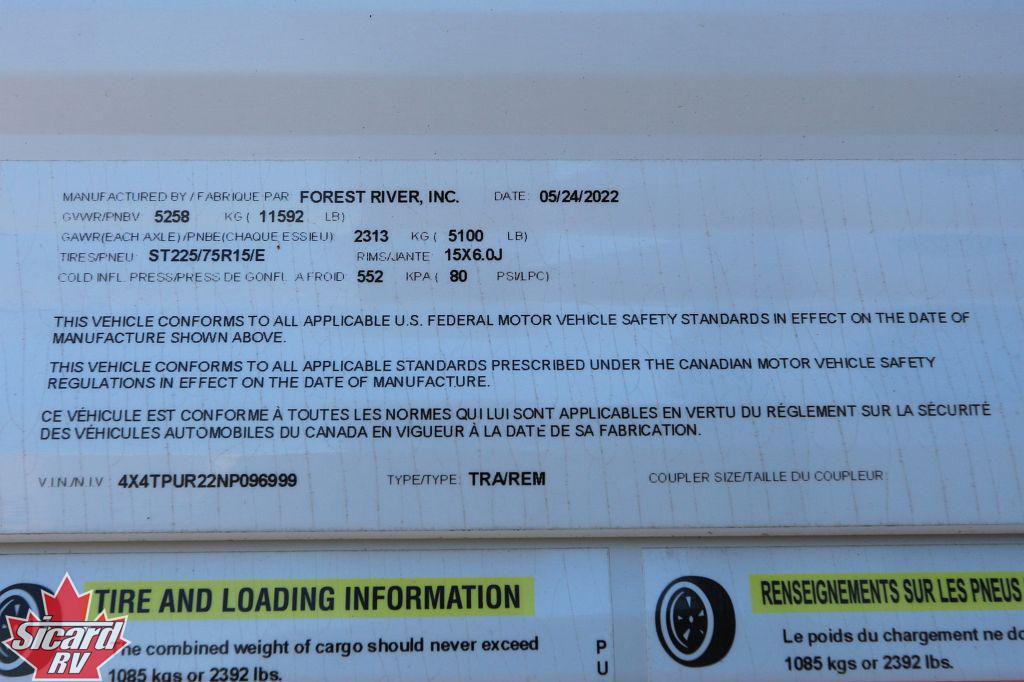 MANUFACTURED BY / FABRIQUE PAR: FOREST RIVER, INC. DATE: 05/24/2022
GVWR/PNBV 5258 KG ( 11592 LB)
GAWR(EACH AXLE)/PNBE(CHAQUE ESSIEU): 2313 KG ( 5100 LB)
TIRES/PNEU: ST225/75R15/E RIMS/JANTE: 15X6.0J
COLD INFL. PRESS/PRESS DE GONFL. A FROID: 552 KPA ( 80 PSI/LPC)
THIS VEHICLE CONFORMS TO ALL APPLICABLE U.S. FEDERAL MOTOR VEHICLE SAFETY STANDARDS IN EFFECT ON THE DATE OF
MANUFACTURE SHOWN ABOVE.
THIS VEHICLE CONFORMS TO ALL APPLICABLE STANDARDS PRESCRIBED UNDER THE CANADIAN MOTOR VEHICLE SAFETY
REGULATIONS IN EFFECT ON THE DATE OF MANUFACTURE.
CE VÉHICULE EST CONFORME À TOUTES LES NORMES QUI LUI SONT APPLICABLES EN VERTU DU RÉGLEMENT SUR LA SÉCURITÉ
DES VÉHICULES AUTOMOBILES DU CANADA EN VIGUEUR À LA DATE DE SA FABRICATION.
V.I.N./N.I.V: 4X4TPUR22NP096999 TYPE/TYPE: TRA/REM COUPLER SIZE/TAILLE DU COUPLEUR:
TIRE AND LOADING INFORMATION
The combined weight of cargo should never exceed
1085 kgs or 2392 lbs.
P
U
RENSEIGNEMENTS SUR LES PNEUS
Le poids du chargement ne do
1085 kgs or 2392 lbs.
Sicard
RV